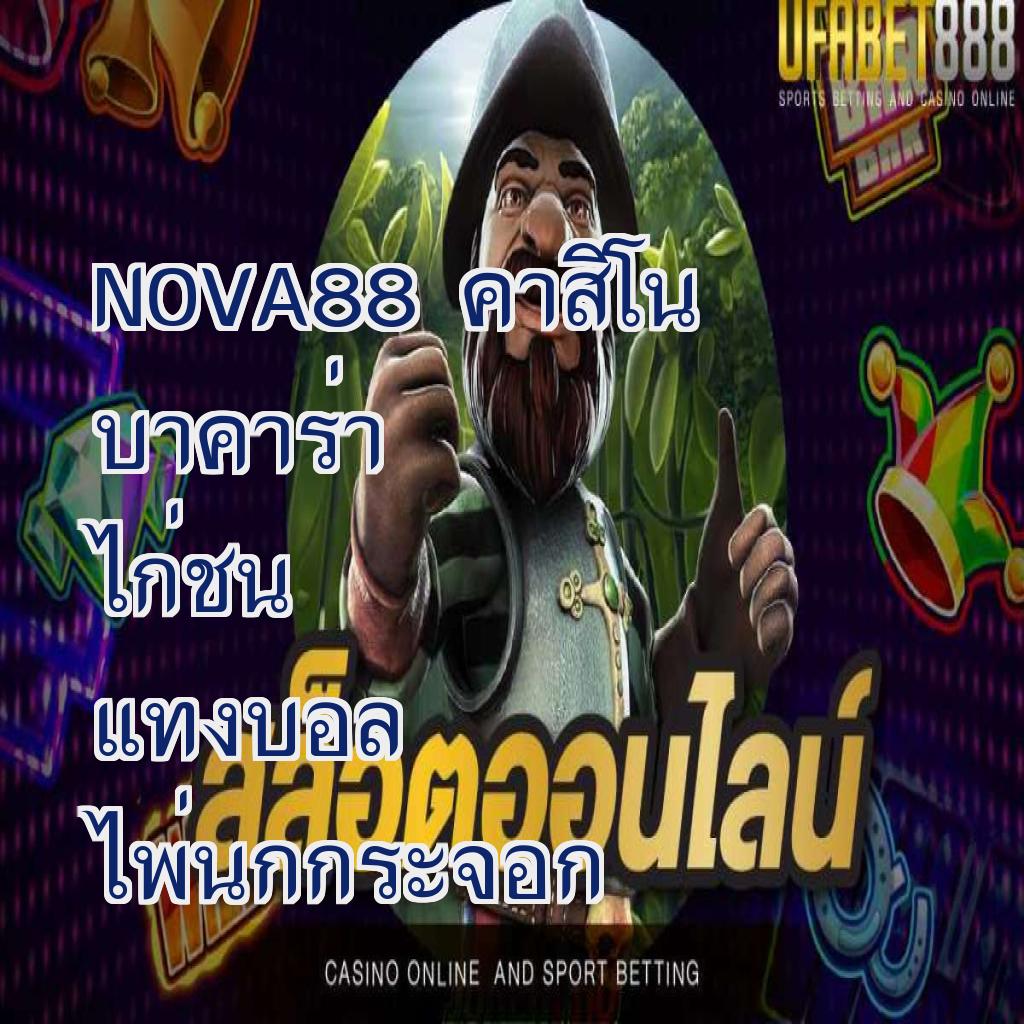 UFABET888
SPORTS BETTING AND CASINO ONLINE
BAR
NOVA88 คาสิโน
บาคาร่า
ไก่ชน
แทงบอล
สล็อตออนไลน์
ไพ่นกกระจอก
CASINO ONLINE AND SPORT BETTING